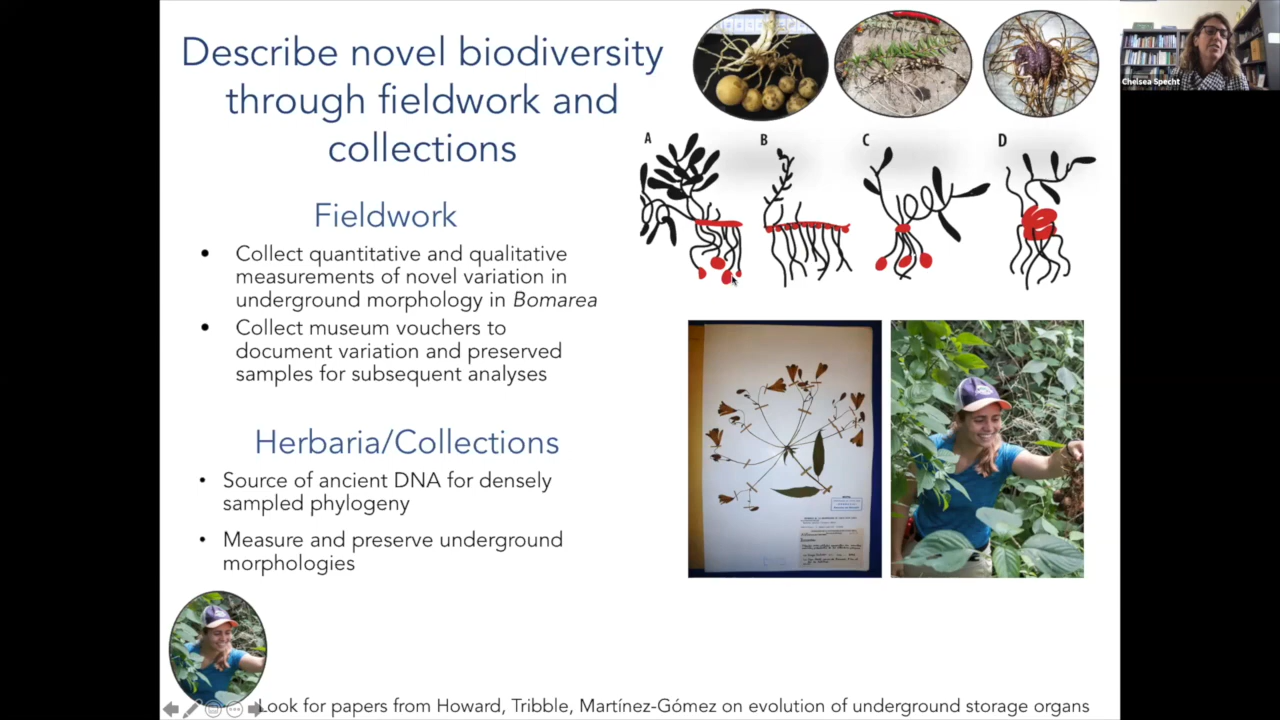 Describe novel biodiversity
through fieldwork and
collections
Fieldwork
• Collect quantitative and qualitative
measurements of novel variation in
underground morphology in Bomarea
• Collect museum vouchers to
document variation and preserved
samples for subsequent analyses
Herbaria/Collections
• Source of ancient DNA for densely
sampled phylogeny
• Measure and preserve underground
morphologies
A B C D
Chelsea Specht
Look for papers from Howard, Tribble, Martínez-Gómez on evolution of underground storage organs